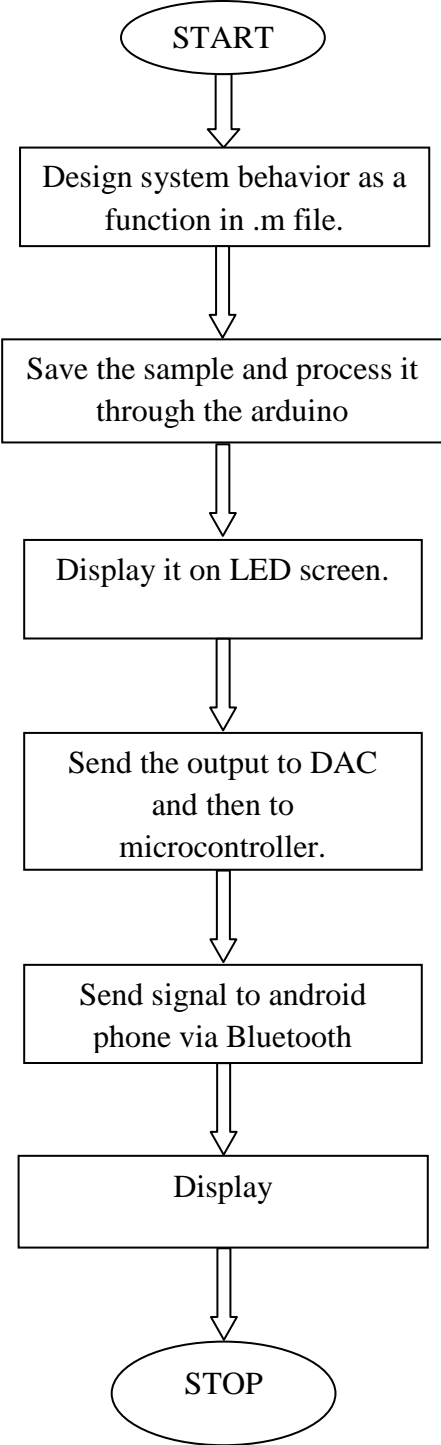 START
Design system behavior as a
function in .m file.
Save the sample and process it
through the arduino
Display it on LED screen.
Send the output to DAC
and then to
microcontroller.
Send signal to android
phone via Bluetooth
Display
STOP